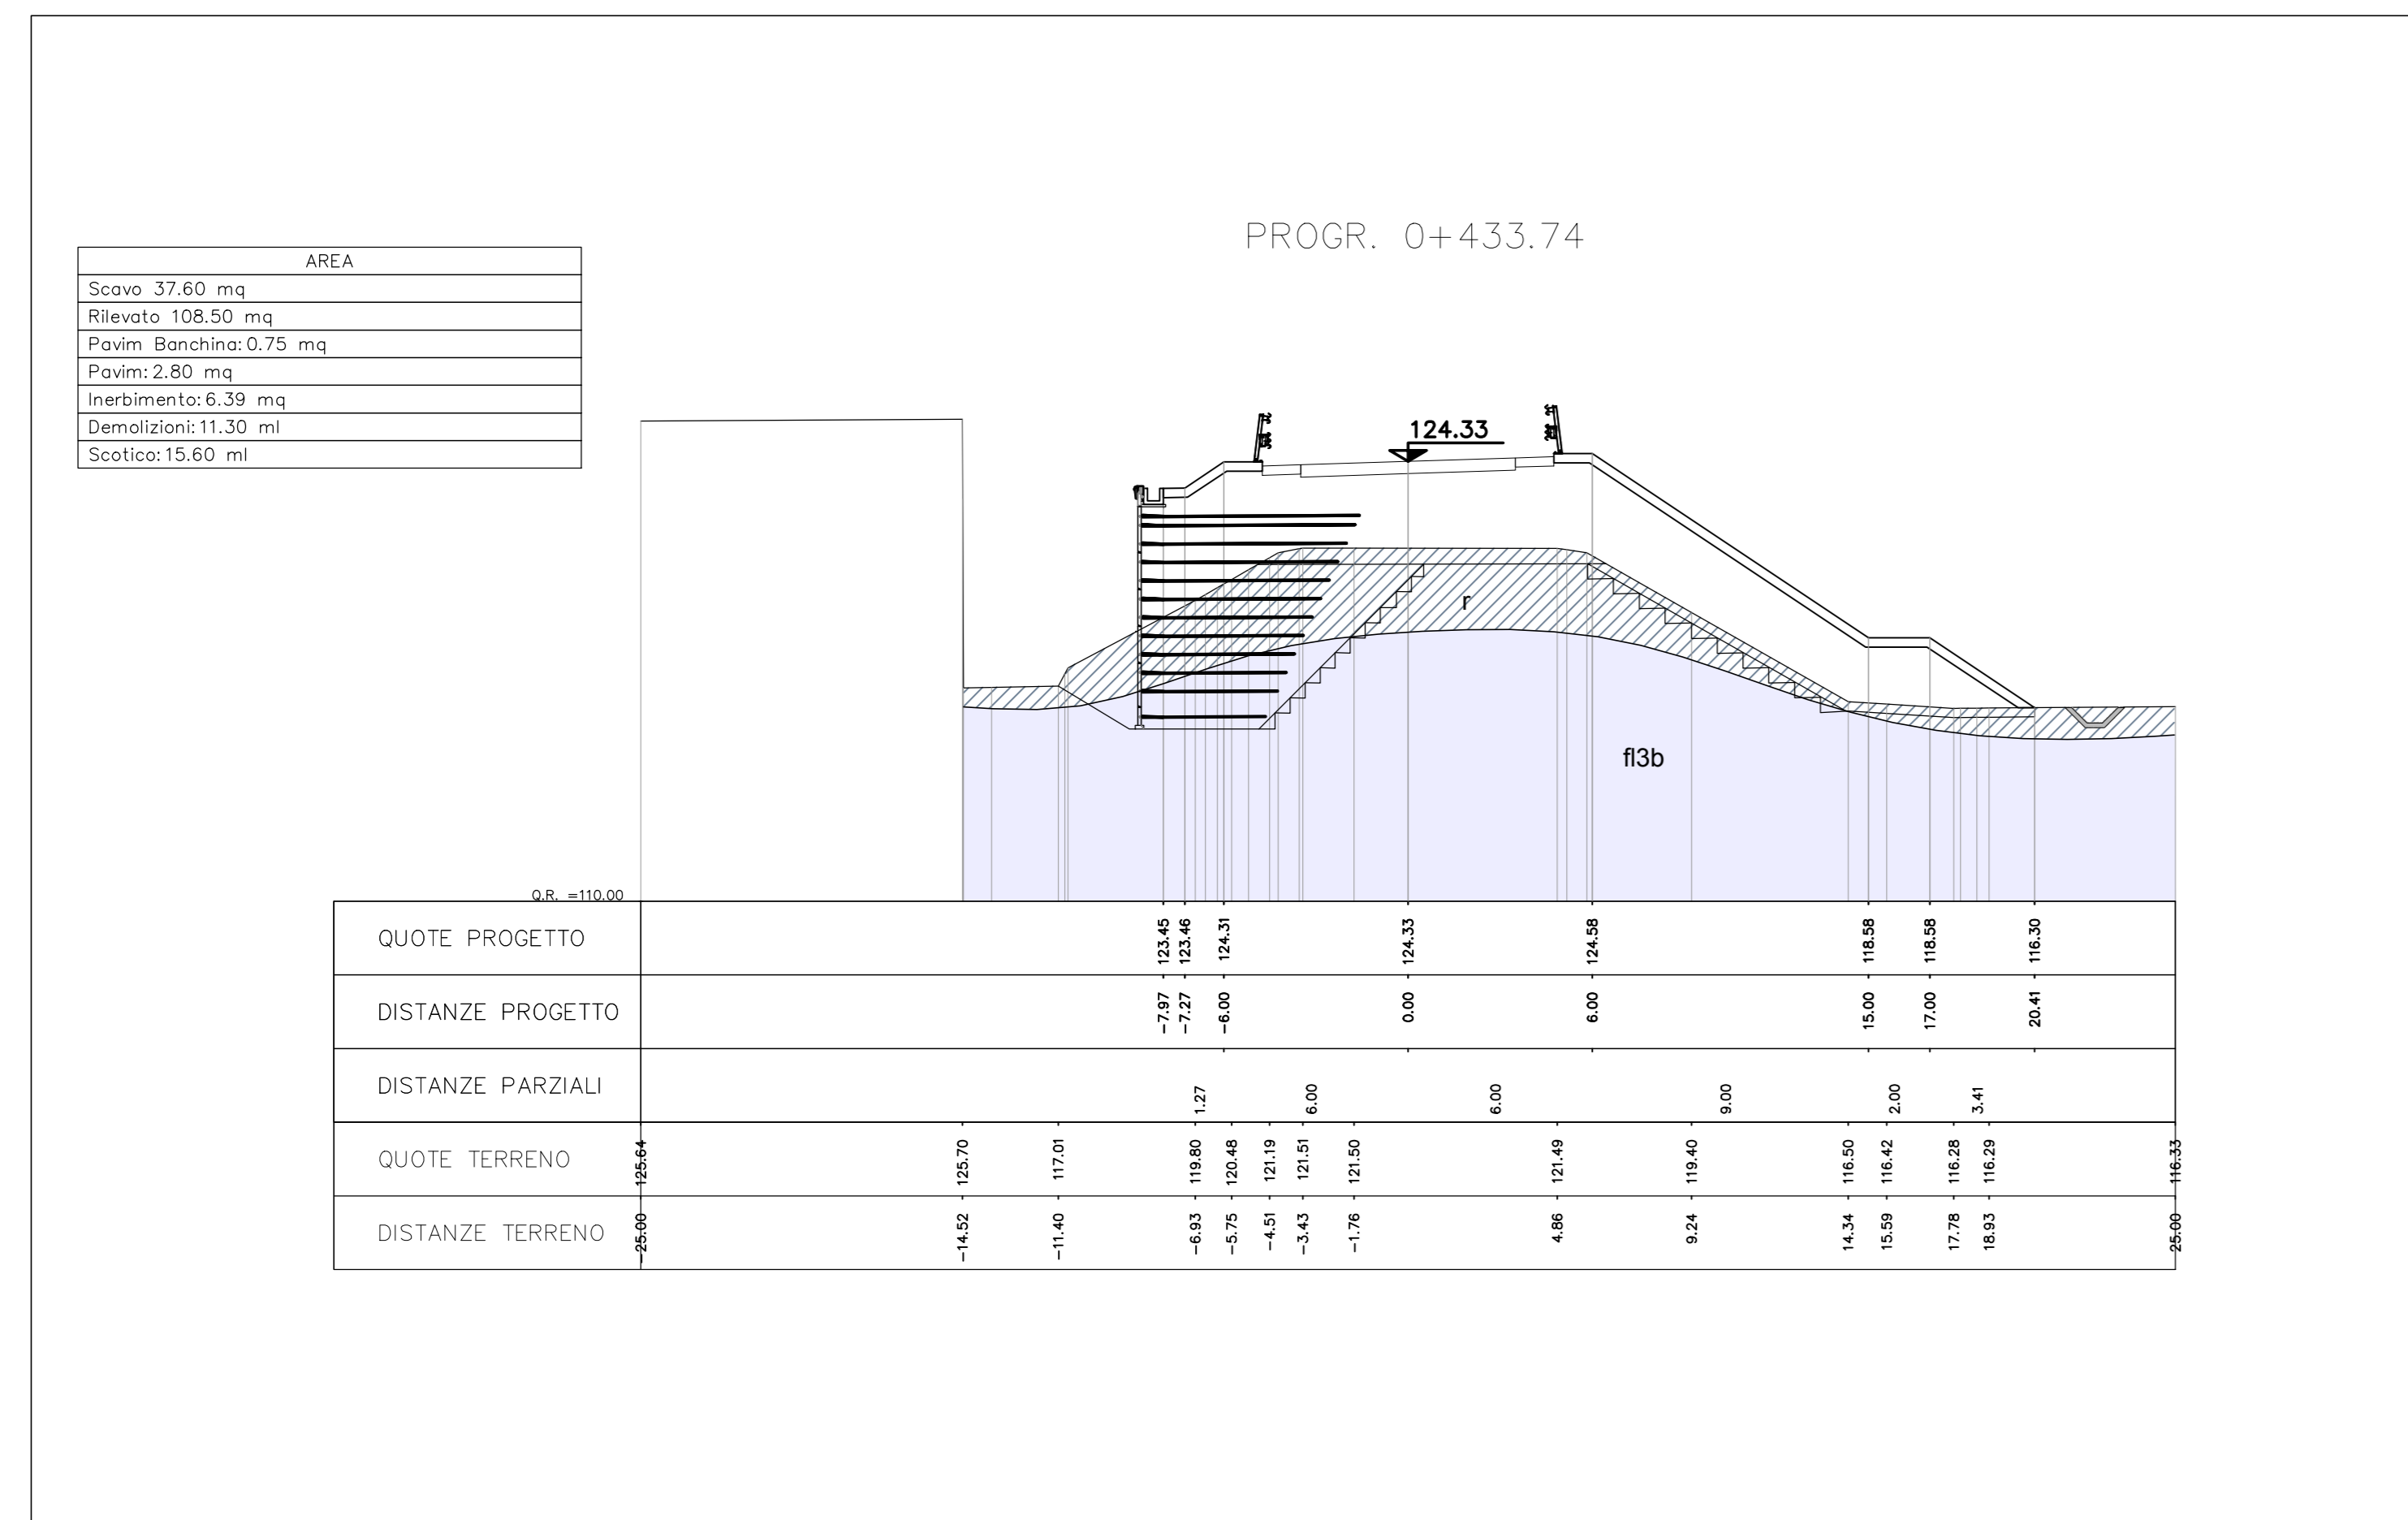 PROGR. 0+433.74
AREA
Scavo 37.60 mq
Rilevato 108.50 mq
Pavim Banchina: 0.75 mq
Pavim: 2.80 mq
Inerbimento: 6.39 mq
Demolizioni: 11.30 ml
Scotico: 15.60 ml
124.33
r
fl3b
Q.R. =110.00
QUOTE PROGETTO 123.45 123.46 124.31 124.33 124.58 118.58 118.58 116.30
DISTANZE PROGETTO -7.97 -7.27 -6.00 0.00 6.00 15.00 17.00 20.41
DISTANZE PARZIALI 1.27 6.00 6.00 9.00 2.00 3.41
QUOTE TERRENO 125.64 125.70 117.01 119.80 120.48 121.19 121.51 121.50 121.49 119.40 116.50 116.42 116.28 116.29 116.33
DISTANZE TERRENO -25.00 -14.52 -11.40 -6.93 -5.75 -4.51 -3.43 -1.76 4.86 9.24 14.34 15.59 17.78 18.93 25.00